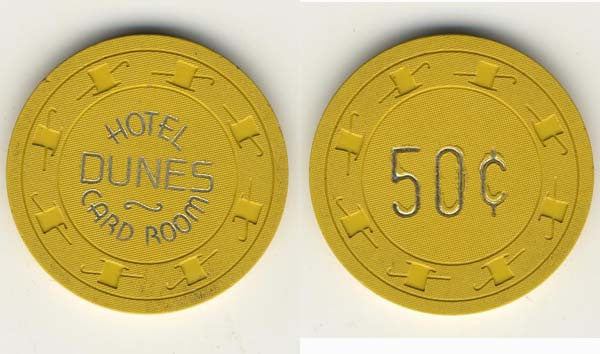 HOTEL
DUNES
~
CARD ROOM
50¢